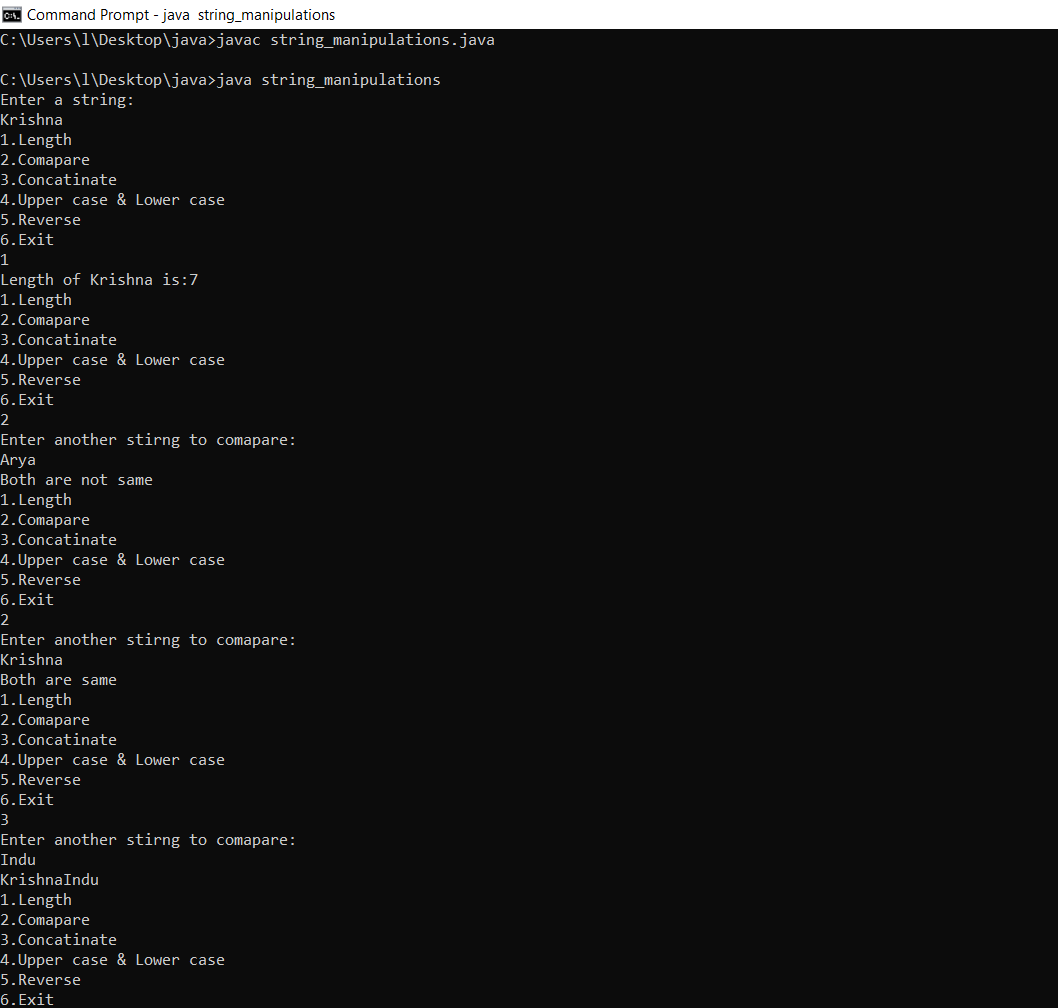 Command Prompt - java  string_manipulations
C:\Users\l\Desktop\java>javac string_manipulations.java
C:\Users\l\Desktop\java>java string_manipulations
Enter a string:
Krishna
1.Length
2.Comapare
3.Concatinate
4.Upper case & Lower case
5.Reverse
6.Exit
1
Length of Krishna is:7
1.Length
2.Comapare
3.Concatinate
4.Upper case & Lower case
5.Reverse
6.Exit
2
Enter another stirng to comapare:
Arya
Both are not same
1.Length
2.Comapare
3.Concatinate
4.Upper case & Lower case
5.Reverse
6.Exit
2
Enter another stirng to comapare:
Krishna
Both are same
1.Length
2.Comapare
3.Concatinate
4.Upper case & Lower case
5.Reverse
6.Exit
3
Enter another stirng to comapare:
Indu
KrishnaIndu
1.Length
2.Comapare
3.Concatinate
4.Upper case & Lower case
5.Reverse
6.Exit